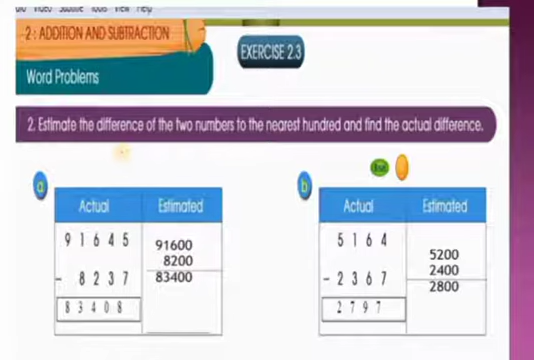 Help
2 : ADDITION AND SUBTRACTION
EXERCISE 2.3
Word Problems
2. Estimate the difference of the two numbers to the nearest hundred and find the actual difference.
a
Actual Estimated
9 1 6 4 5 91600
- 8 2 3 7 8200
8 3 4 0 8 83400
b
Actual Estimated
5 1 6 4 5200
- 2 3 6 7 2400
2 7 9 7 2800